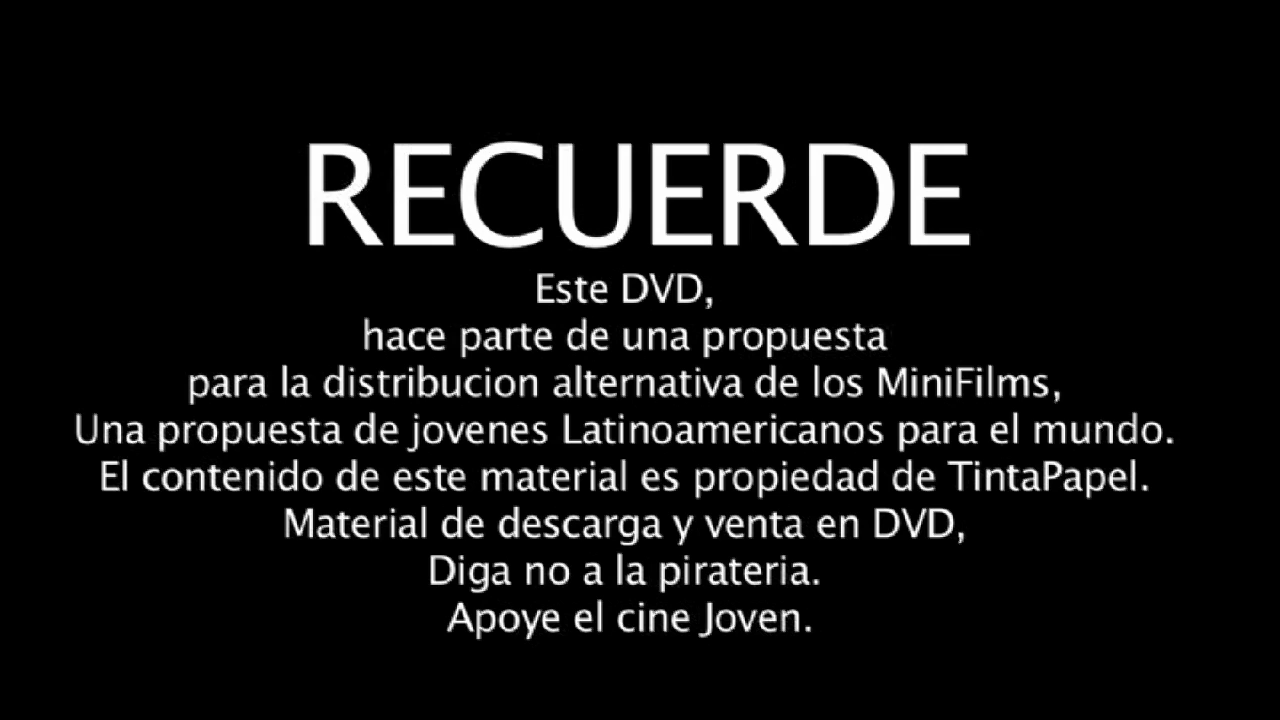 RECUERDE
Este DVD,
hace parte de una propuesta
para la distribucion alternativa de los MiniFilms,
Una propuesta de jovenes Latinoamericanos para el mundo.
El contenido de este material es propiedad de TintaPapel.
Material de descarga y venta en DVD,
Diga no a la pirateria.
Apoye el cine Joven.